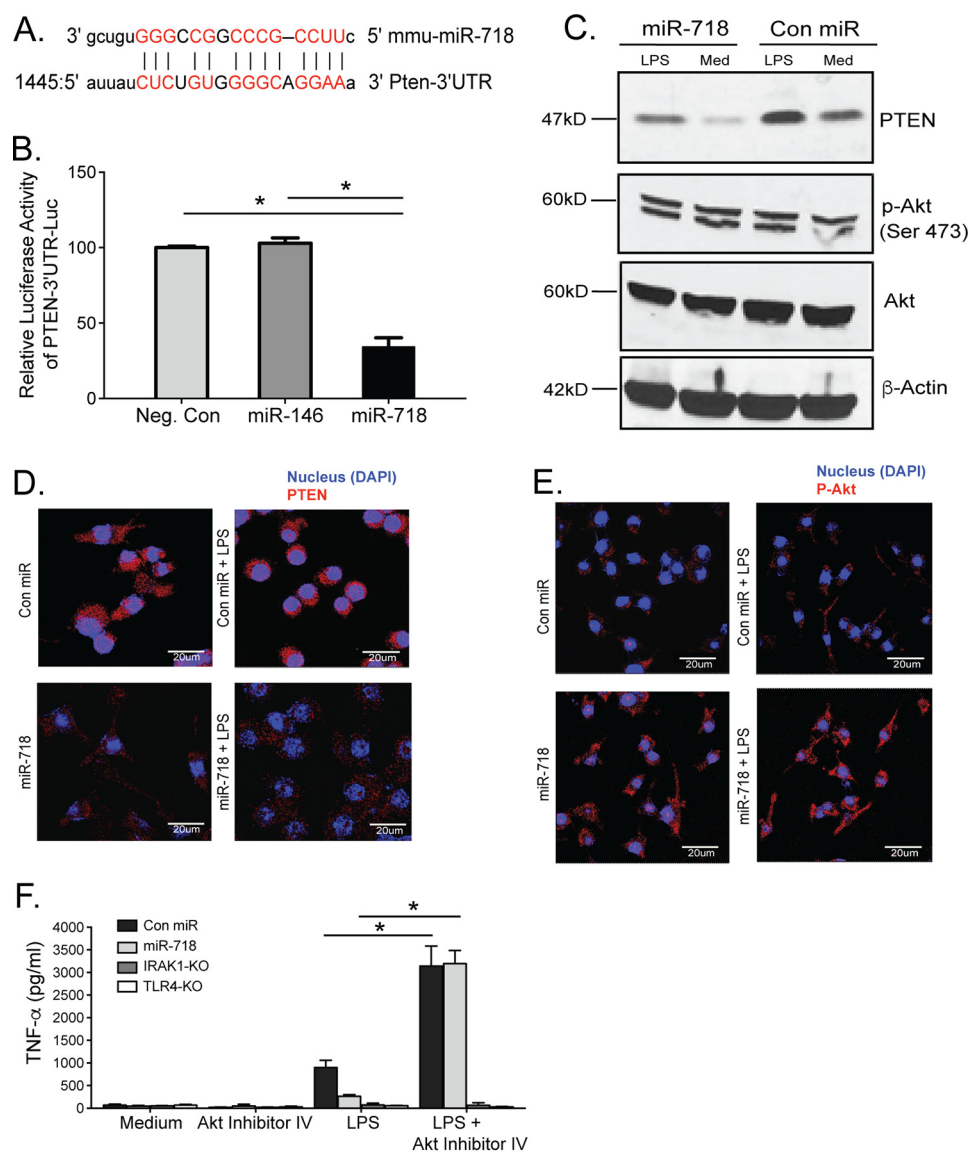 A.
3' gcuguGGGCCGGCCCCG–CCUUc 5' mmu-miR-718
1445:5' auuauCUCUGUGGGGCAGGAAa 3' Pten-3'UTR
B.
Relative Luciferase Activity
of PTEN-3'UTR-Luc
150
100
50
0
*
*
Neg. Con miR-146 miR-718
C.
miR-718 Con miR
LPS Med LPS Med
47kD PTEN
60kD p-Akt
(Ser 473)
60kD Akt
42kD β-Actin
D.
Nucleus (DAPI)
PTEN
Con miR
20um
Con miR + LPS
20um
miR-718
20um
miR-718 + LPS
20um
E.
Nucleus (DAPI)
P-Akt
Con miR
20um
Con miR + LPS
20um
miR-718
20um
miR-718 + LPS
20um
F.
TNF-α (pg/ml)
4000
3500
3000
2500
2000
1500
1000
500
0
Con miR
miR-718
IRAK1-KO
TLR4-KO
*
*
Medium Akt Inhibitor IV LPS LPS +
Akt Inhibitor IV